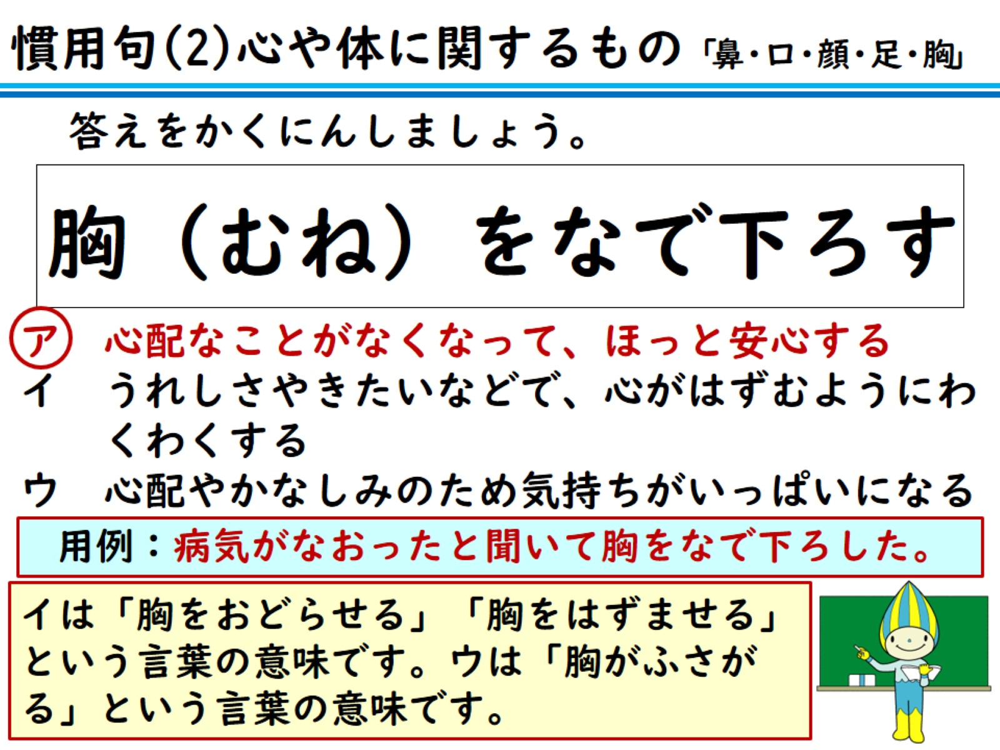 慣用句(2)心や体に関するもの「鼻・口・顔・足・胸」
答えをかくにんしましょう。
胸（むね）をなで下ろす
ア　心配なことがなくなって、ほっと安心する
イ　うれしさやきたいなどで、心がはずむようにわ
くわくする
ウ　心配やかなしみのため気持ちがいっぱいになる
用例：病気がなおったと聞いて胸をなで下ろした。
イは「胸をおどらせる」「胸をはずませる」
という言葉の意味です。ウは「胸がふさが
る」という言葉の意味です。